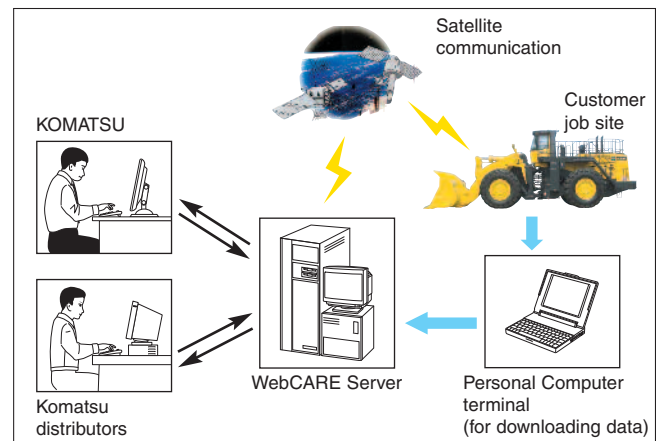 Satellite
communication
KOMATSU
Customer
job site
WebCARE Server
Komatsu
distributors
Personal Computer
terminal
(for downloading data)